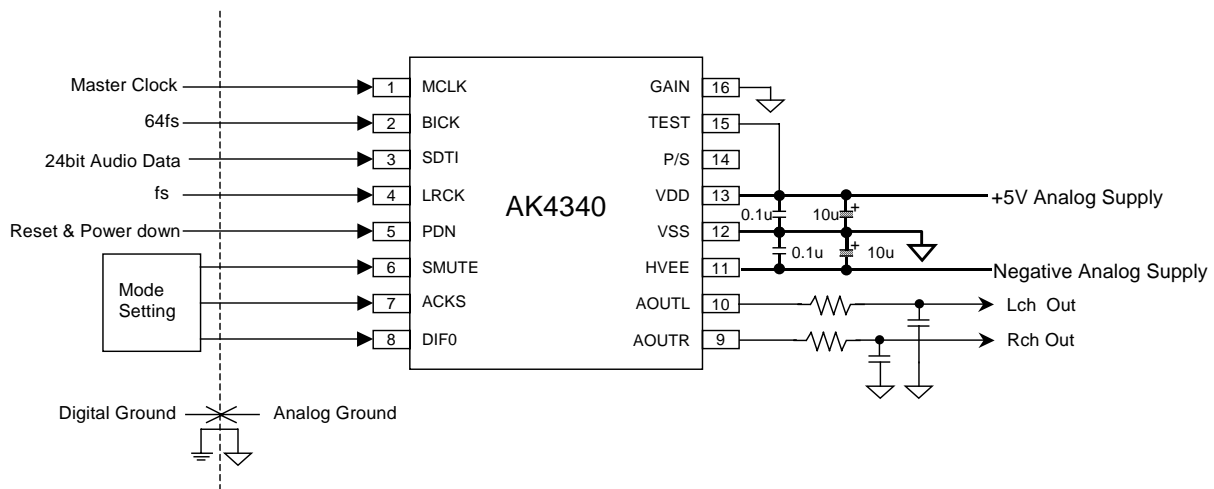 Master Clock 1 MCLK
64fs 2 BICK
24bit Audio Data 3 SDTI
fs 4 LRCK
Reset & Power down 5 PDN
Mode
Setting
6 SMUTE
7 ACKS
8 DIF0
AK4340
GAIN 16
TEST 15
P/S 14
VDD 13 +5V Analog Supply
0.1u 10u +
VSS 12
0.1u 10u +
HVEE 11 Negative Analog Supply
AOUTL 10 Lch Out
AOUTR 9 Rch Out
Digital Ground Analog Ground